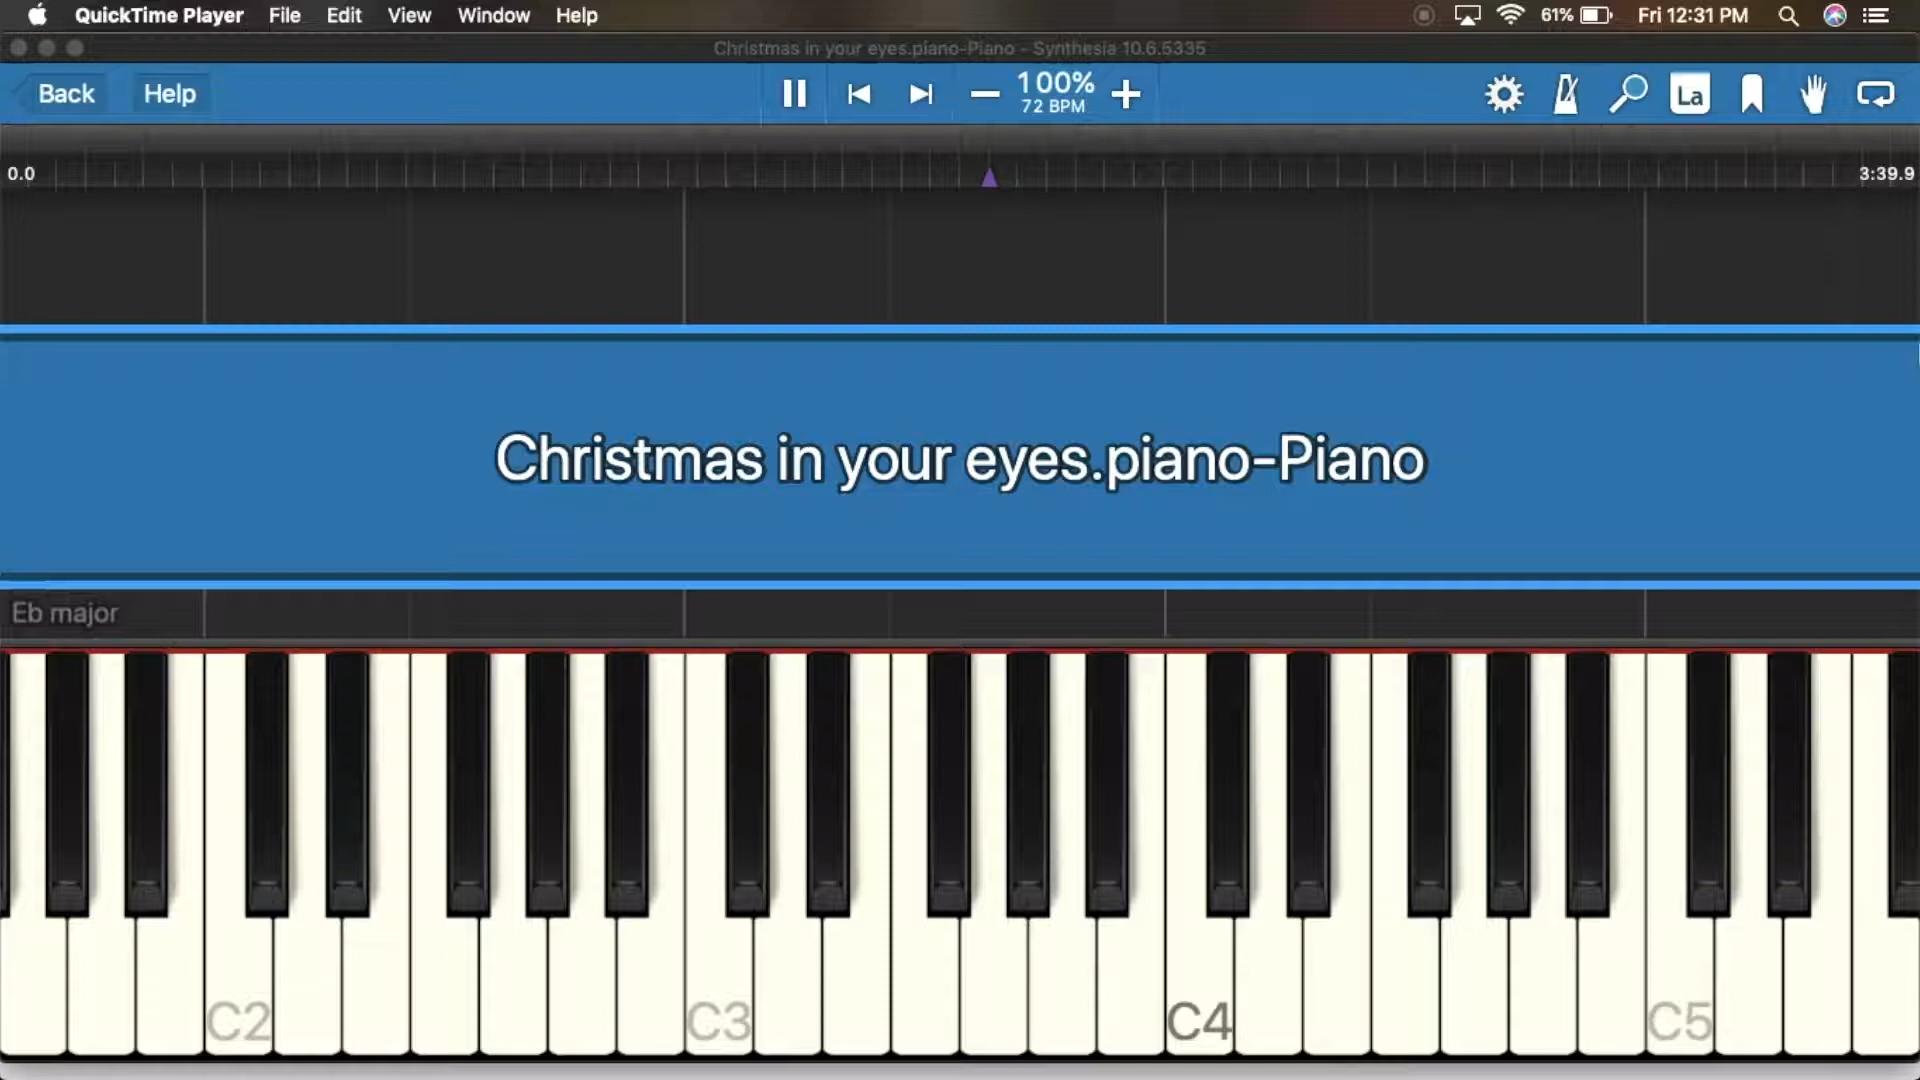 QuickTime Player File Edit View Window Help 61% Fri 12:31 PM
Christmas in your eyes.piano-Piano - Synthesia 10.6.5335
Back Help 100% La
72 BPM
0.0 3:39.9
Christmas in your eyes.piano-Piano
Eb major
C2 C3 C4 C5